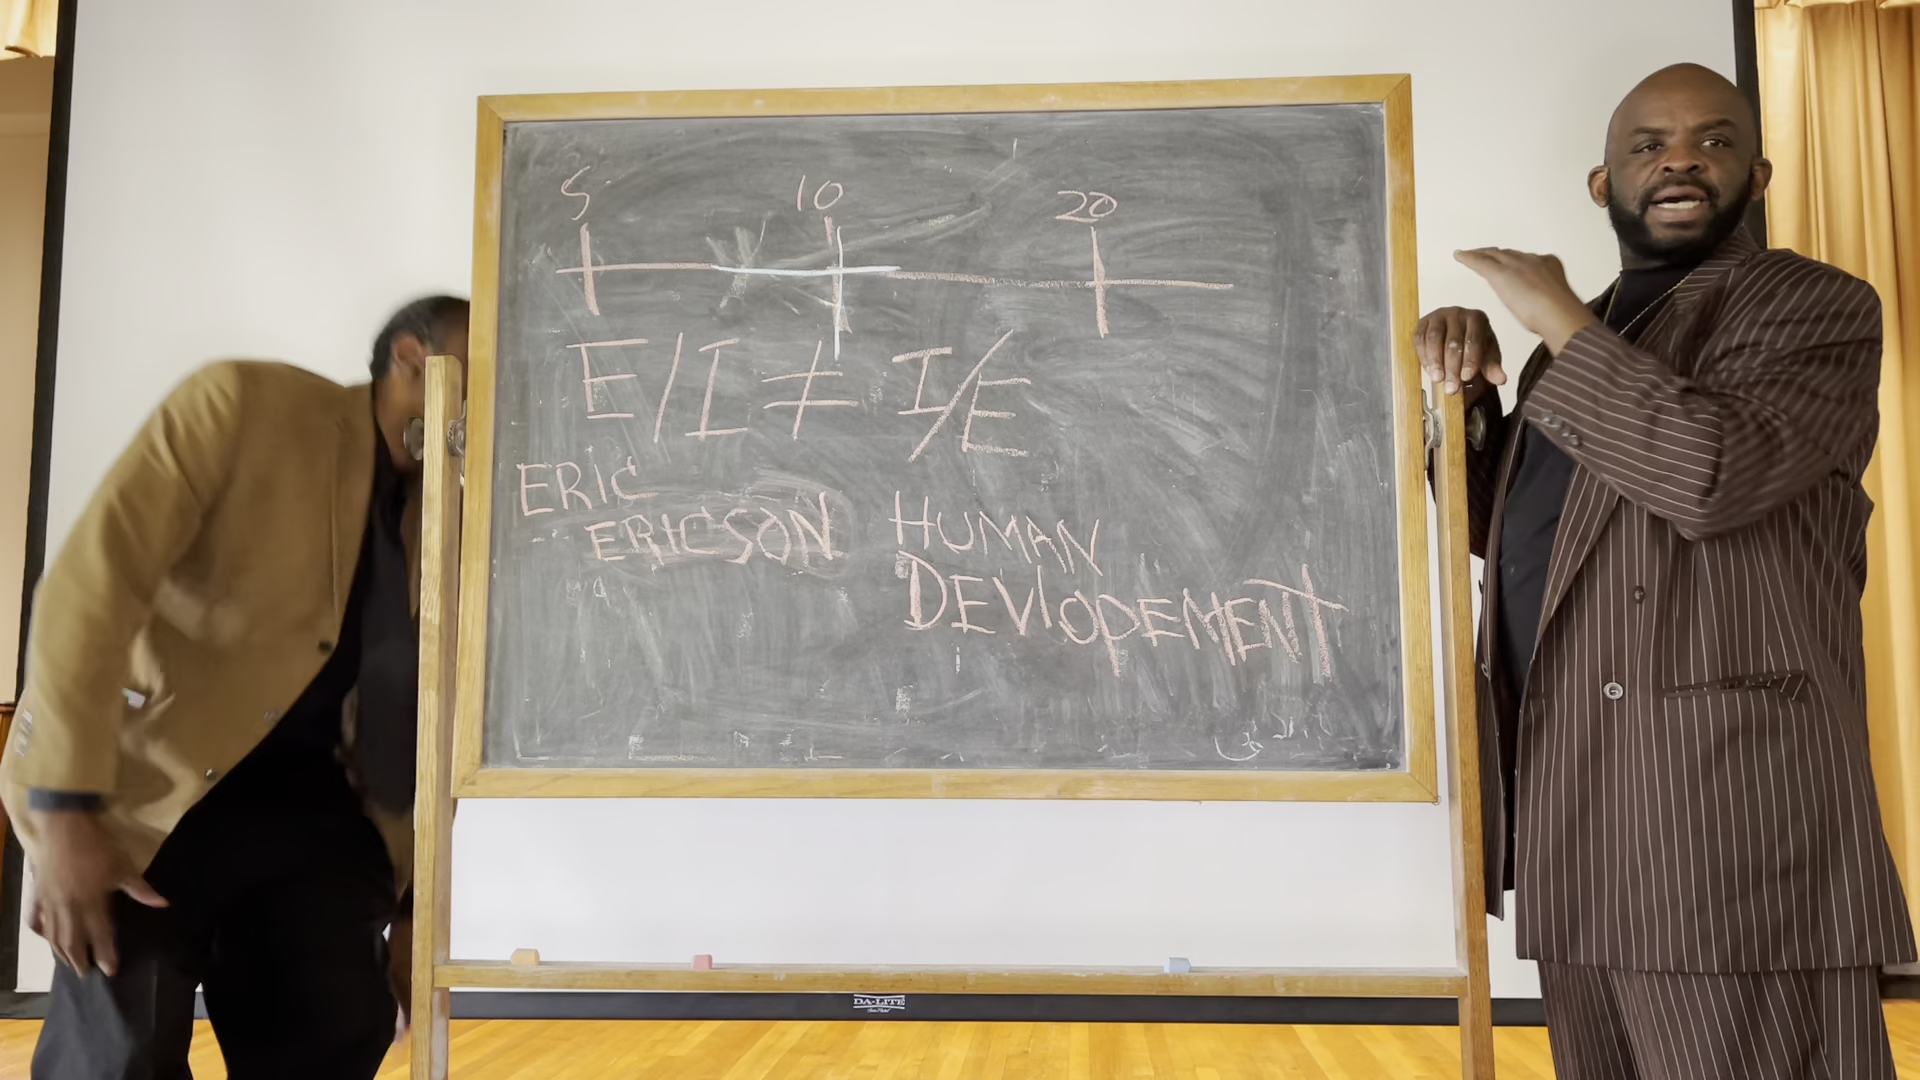 5 10 20
E/I ≠ I/E
ERIC
ERICSON
HUMAN
DEVlOPEMENT
DA-LITE